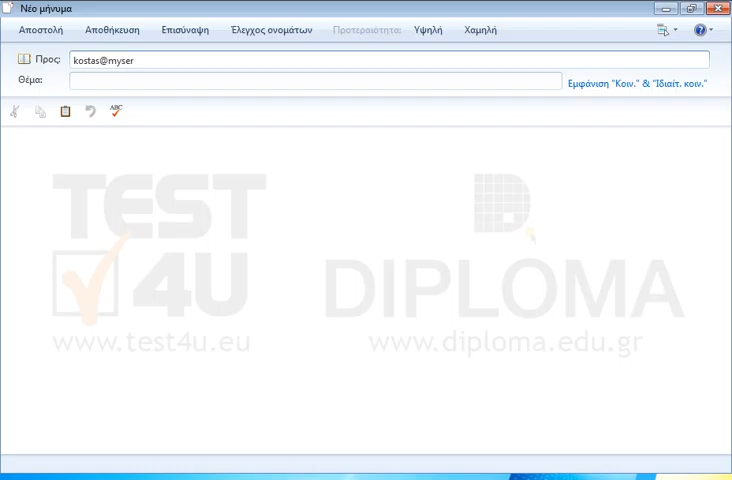 Νέο μήνυμα
Αποστολή Αποθήκευση Επισύναψη Έλεγχος ονομάτων Προτεραιότητα: Υψηλή Χαμηλή
Προς: kostas@myser
Θέμα: Εμφάνιση "Κοιν." & "Ιδιαίτ. κοιν."
ABC
TEST
4U
DIPLOMA
www.test4u.eu www.diploma.edu.gr